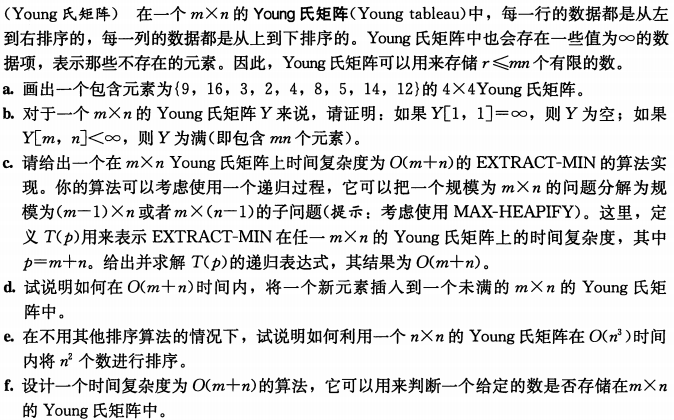 (Young 氏矩阵) 在一个 m×n 的 Young 氏矩阵(Young tableau)中，每一行的数据都是从左
到右排序的，每一列的数据都是从上到下排序的。Young 氏矩阵中也会存在一些值为∞的数
据项，表示那些不存在的元素。因此，Young 氏矩阵可以用来存储 r≤mn 个有限的数。
a. 画出一个包含元素为{9，16，3，2，4，8，5，14，12}的 4×4Young 氏矩阵。
b. 对于一个 m×n 的 Young 氏矩阵 Y 来说，请证明：如果 Y[1，1]=∞，则 Y 为空；如果
Y[m，n]<∞，则 Y 为满(即包含 mn 个元素)。
c. 请给出一个在 m×n Young 氏矩阵上时间复杂度为 O(m+n)的 EXTRACT-MIN 的算法实
现。你的算法可以考虑使用一个递归过程，它可以把一个规模为 m×n 的问题分解为规
模为(m-1)×n 或者 m×(n-1)的子问题(提示：考虑使用 MAX-HEAPIFY)。这里，定
义 T(p)用来表示 EXTRACT-MIN 在任一 m×n 的 Young 氏矩阵上的时间复杂度，其中
p=m+n。给出并求解 T(p)的递归表达式，其结果为 O(m+n)。
d. 试说明如何在 O(m+n)时间内，将一个新元素插入到一个未满的 m×n 的 Young 氏矩
阵中。
e. 在不用其他排序算法的情况下，试说明如何利用一个 n×n 的 Young 氏矩阵在 O(n³)时间
内将 n² 个数进行排序。
f. 设计一个时间复杂度为 O(m+n)的算法，它可以用来判断一个给定的数是否存储在m×n
的 Young 氏矩阵中。